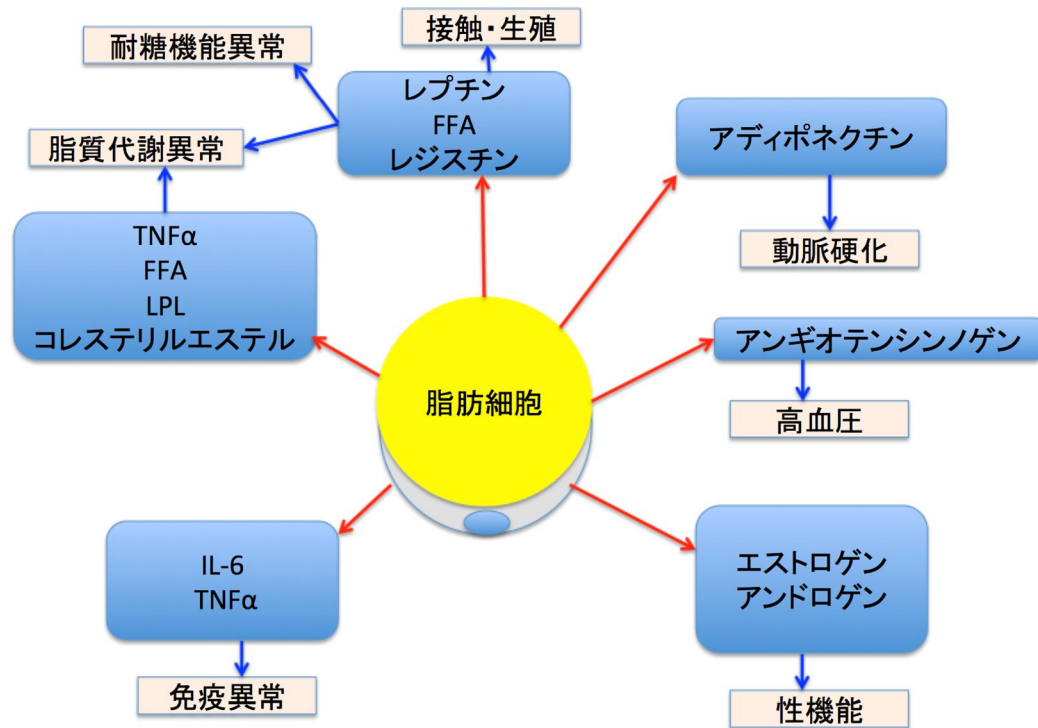 接触・生殖
耐糖機能異常
レプチン
FFA
レジスチン
アディポネクチン
脂質代謝異常
TNFα
FFA
LPL
コレステリルエステル
動脈硬化
アンギオテンシンノゲン
脂肪細胞
高血圧
IL-6
TNFα
エストロゲン
アンドロゲン
免疫異常
性機能